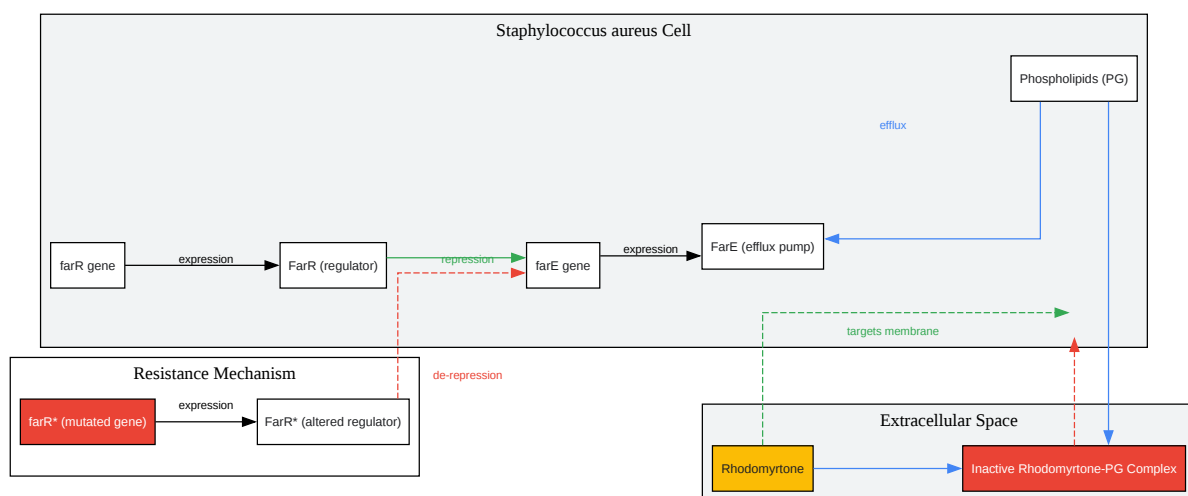 Staphylococcus aureus Cell
Phospholipids (PG)
efflux
farR gene
expression
FarR (regulator)
repression
farE gene
expression
FarE (efflux pump)
targets membrane
Resistance Mechanism
de-repression
farR* (mutated gene)
expression
FarR* (altered regulator)
Extracellular Space
Rhodomyrtone
Inactive Rhodomyrtone-PG Complex